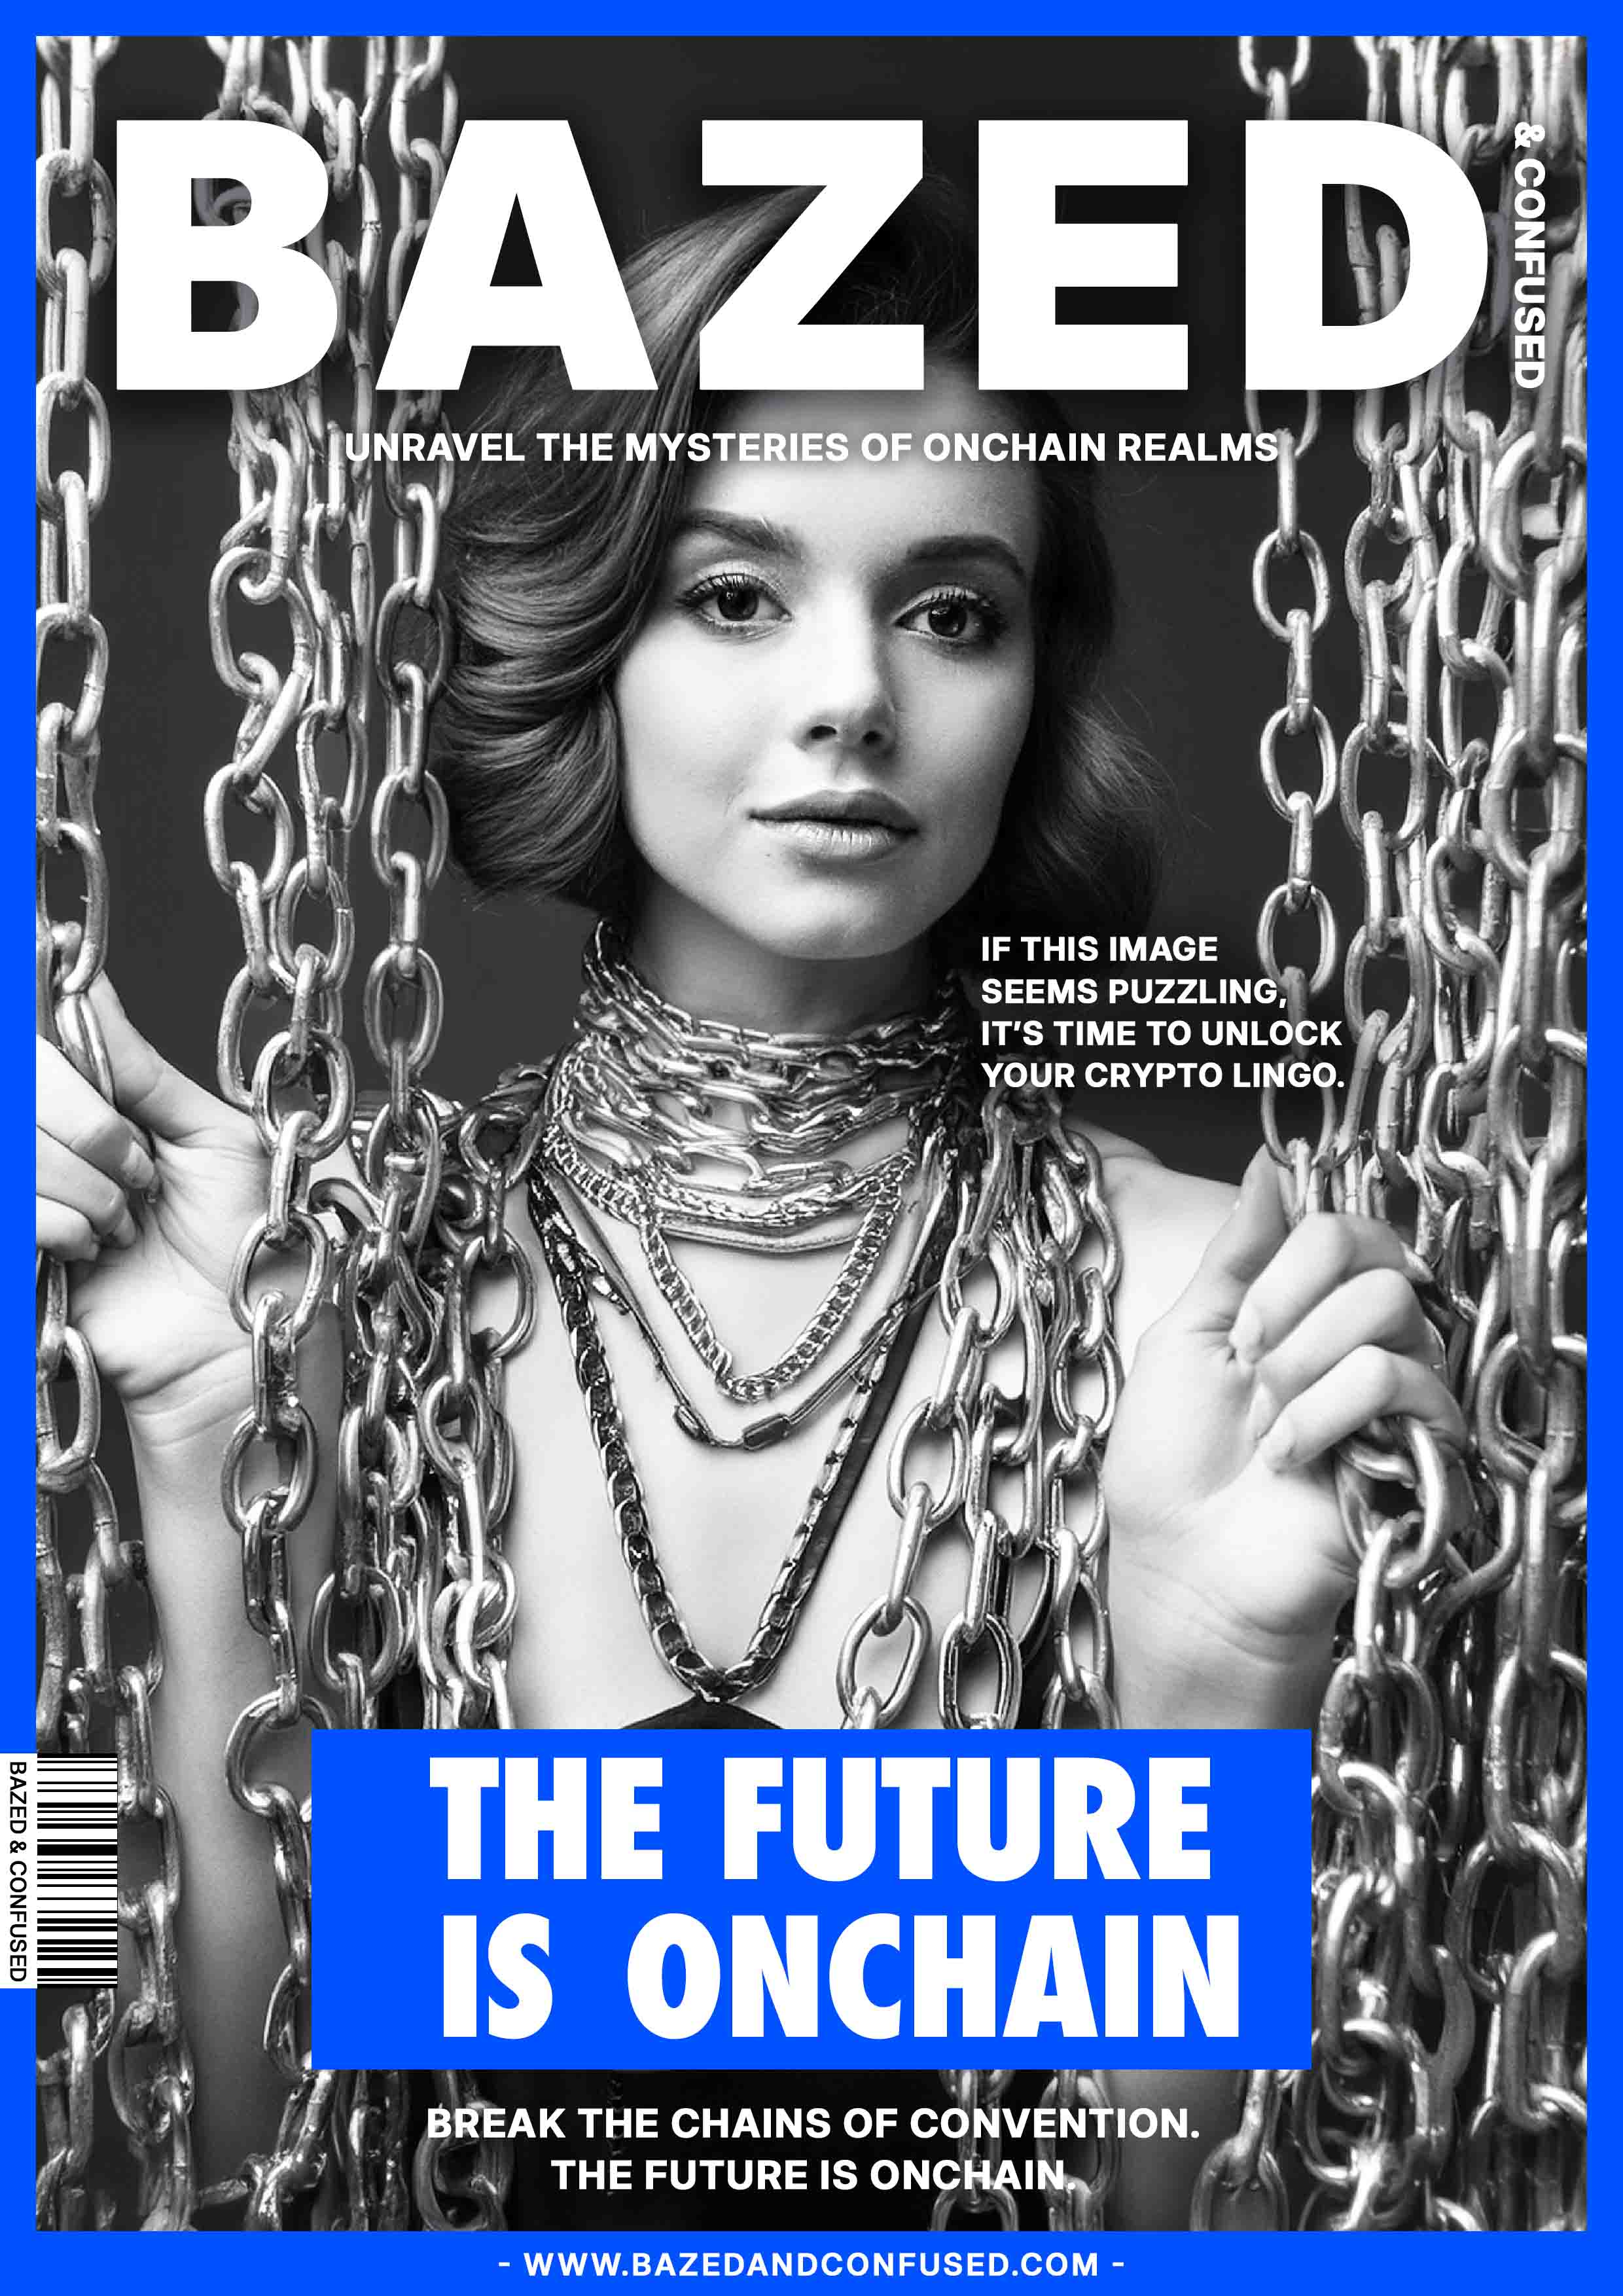 BAZED
& CONFUSED
UNRAVEL THE MYSTERIES OF ONCHAIN REALMS
IF THIS IMAGE
SEEMS PUZZLING,
IT'S TIME TO UNLOCK
YOUR CRYPTO LINGO.
BAZED & CONFUSED
THE FUTURE
IS ONCHAIN
BREAK THE CHAINS OF CONVENTION.
THE FUTURE IS ONCHAIN.
- WWW.BAZEDANDCONFUSED.COM -